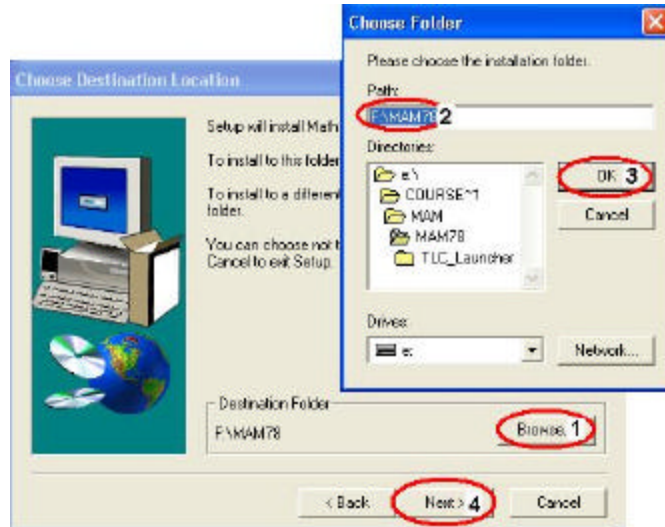 Choose Folder
Please choose the installation folder.
Path:
F:\MAM78 2
Directories:
e:\
COURSE~1
MAM
MAM78
TLC_Launcher
OK 3
Cancel
Drives:
e:
Network...
Choose Destination Location
Setup will install Math
To install to this folder
To install to a different
folder.
You can choose not t
Cancel to exit Setup.
Destination Folder
F:\MAM78
Browse. 1
< Back
Next > 4
Cancel